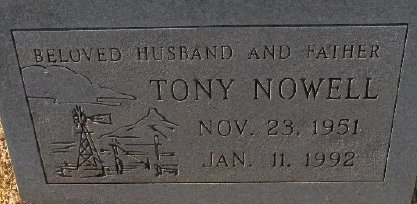 BELOVED HUSBAND AND FATHER
TONY NOWELL
NOV. 23, 1951
JAN. 11, 1992